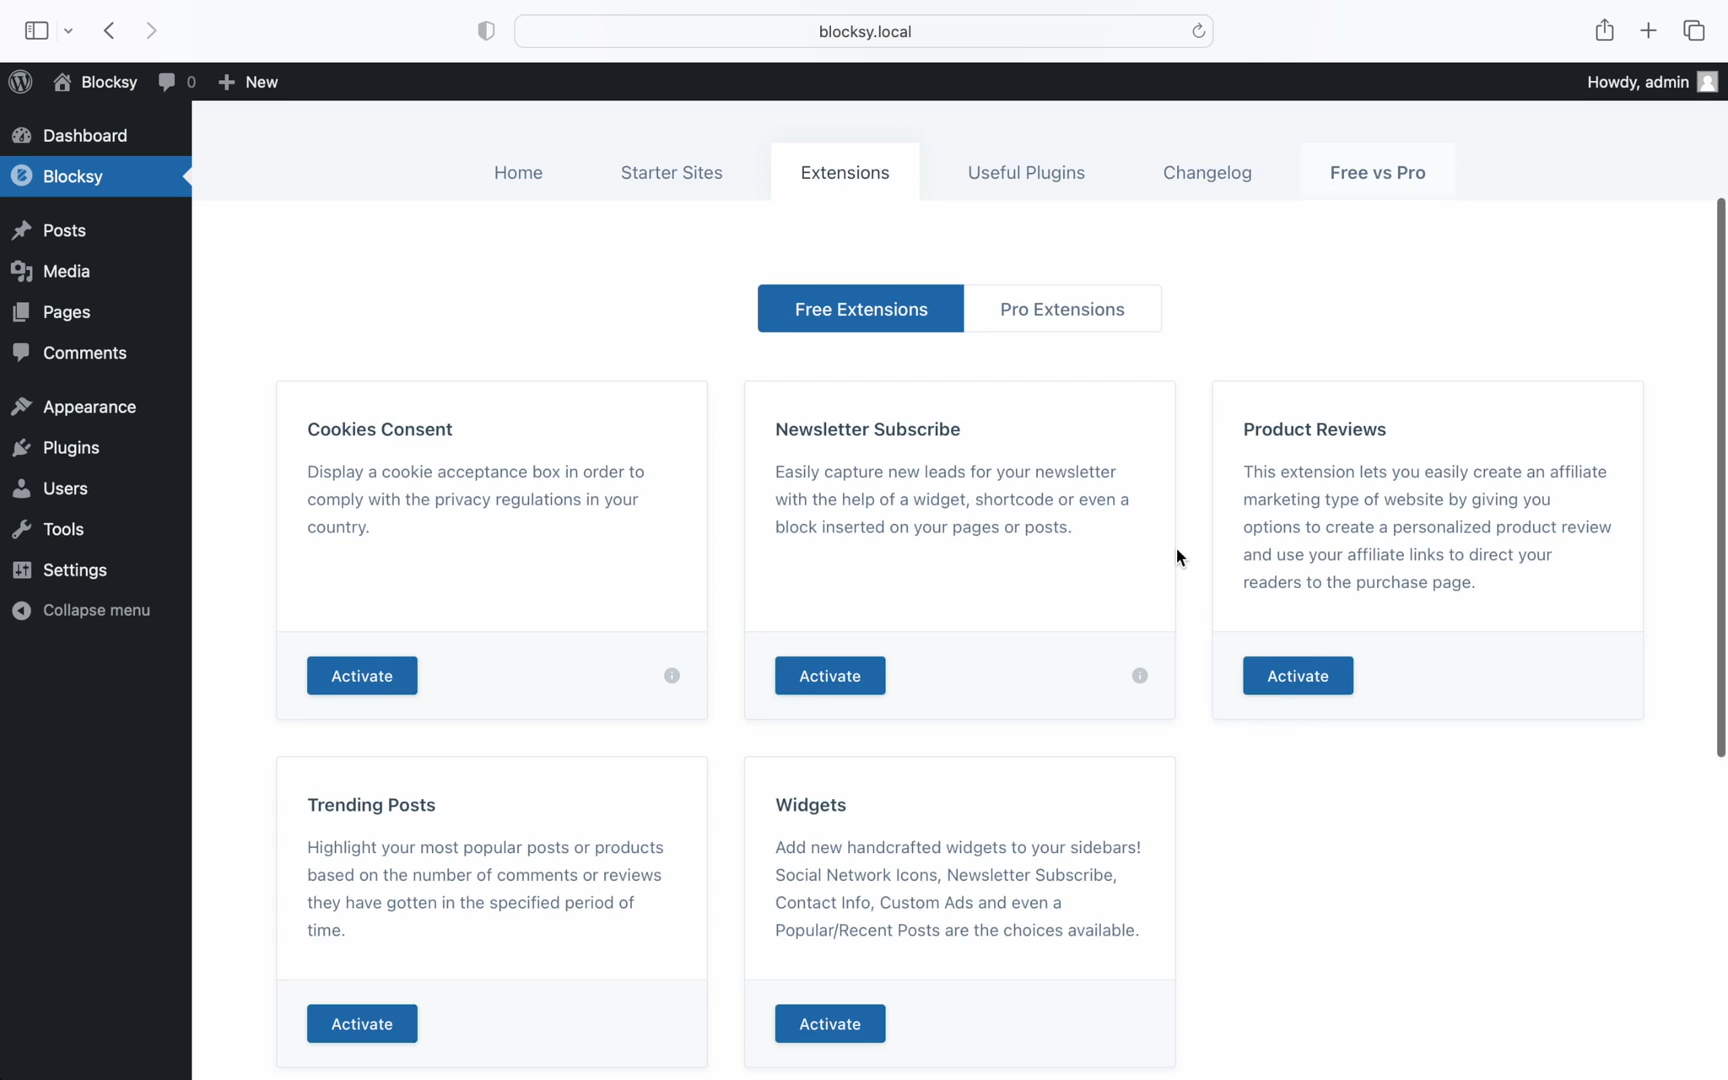 blocksy.local
Blocksy 0 New Howdy, admin
Dashboard
Blocksy
Posts
Media
Pages
Comments
Appearance
Plugins
Users
Tools
Settings
Collapse menu
Home Starter Sites Extensions Useful Plugins Changelog Free vs Pro
Free Extensions Pro Extensions
Cookies Consent
Display a cookie acceptance box in order to
comply with the privacy regulations in your
country.
Activate
Newsletter Subscribe
Easily capture new leads for your newsletter
with the help of a widget, shortcode or even a
block inserted on your pages or posts.
Activate
Product Reviews
This extension lets you easily create an affiliate
marketing type of website by giving you
options to create a personalized product review
and use your affiliate links to direct your
readers to the purchase page.
Activate
Trending Posts
Highlight your most popular posts or products
based on the number of comments or reviews
they have gotten in the specified period of
time.
Activate
Widgets
Add new handcrafted widgets to your sidebars!
Social Network Icons, Newsletter Subscribe,
Contact Info, Custom Ads and even a
Popular/Recent Posts are the choices available.
Activate